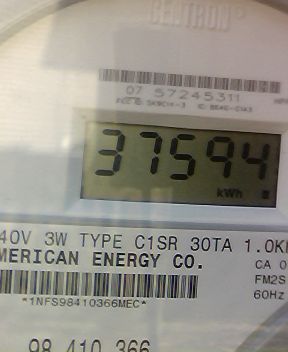 CENTRON®
07 57245311
37594
kWh
40V 3W TYPE C1SR 30TA 1.0K
MERICAN ENERGY CO.
CA 0
FM2S
60Hz
*1NFS98410366MEC*
98 410 366